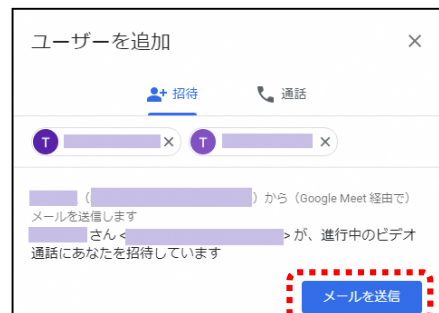 ユーザーを追加
招待 通話
T T
（ ）から（Google Meet 経由で）
メールを送信します
さん < > が、進行中のビデオ
通話にあなたを招待しています
メールを送信